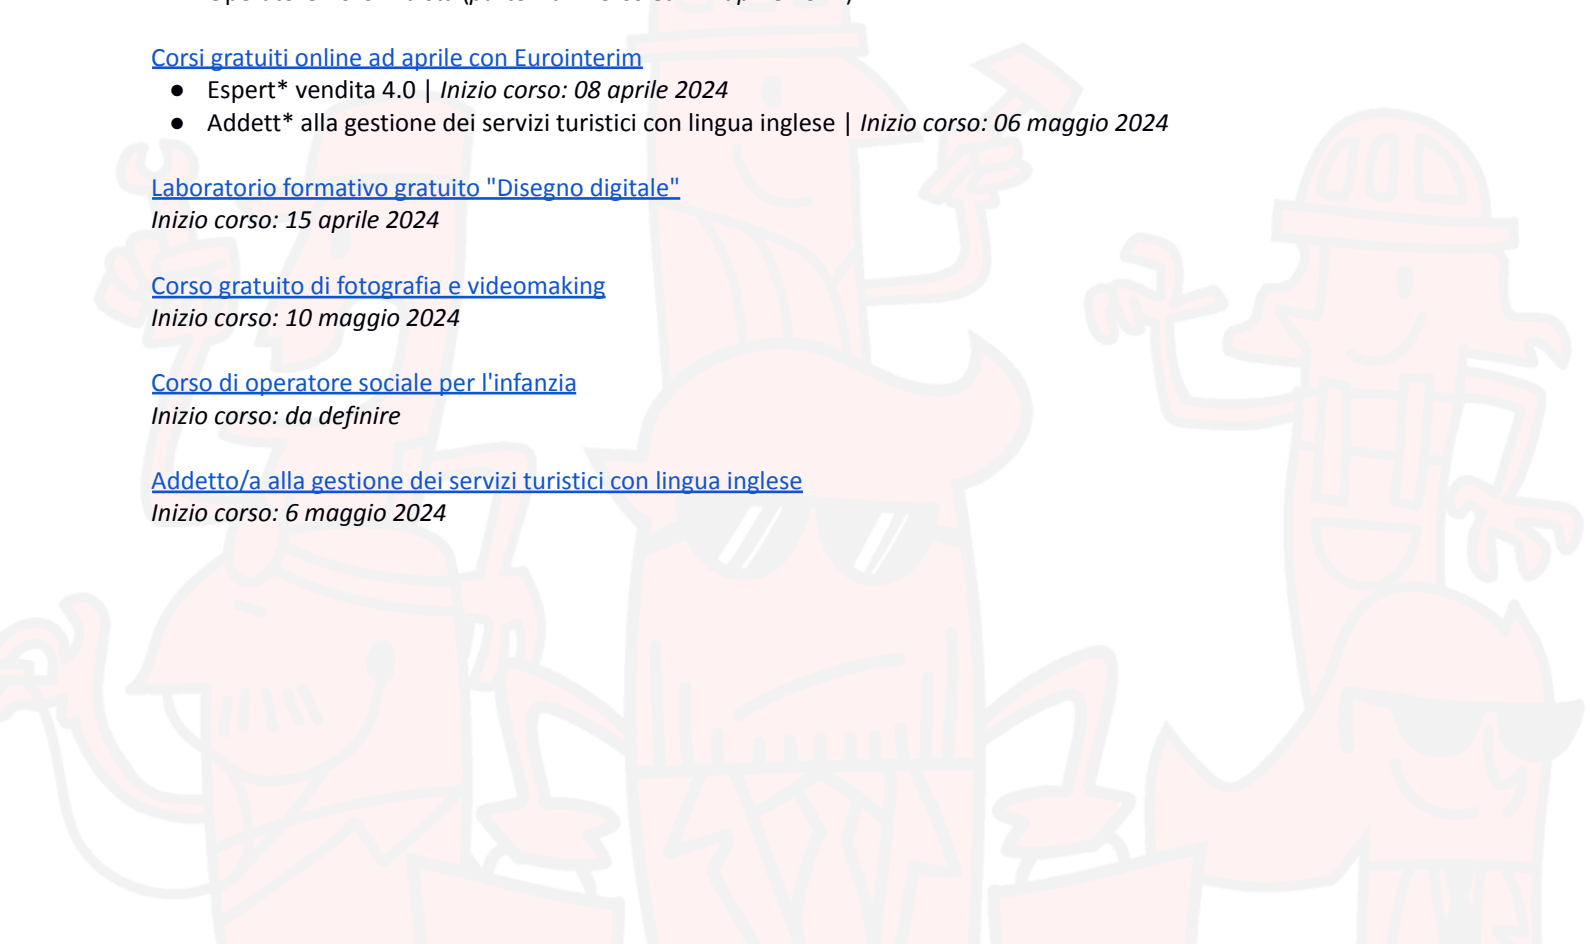 Corsi gratuiti online ad aprile con Eurointerim
● Espert* vendita 4.0 | Inizio corso: 08 aprile 2024
● Addett* alla gestione dei servizi turistici con lingua inglese | Inizio corso: 06 maggio 2024
Laboratorio formativo gratuito "Disegno digitale"
Inizio corso: 15 aprile 2024
Corso gratuito di fotografia e videomaking
Inizio corso: 10 maggio 2024
Corso di operatore sociale per l'infanzia
Inizio corso: da definire
Addetto/a alla gestione dei servizi turistici con lingua inglese
Inizio corso: 6 maggio 2024